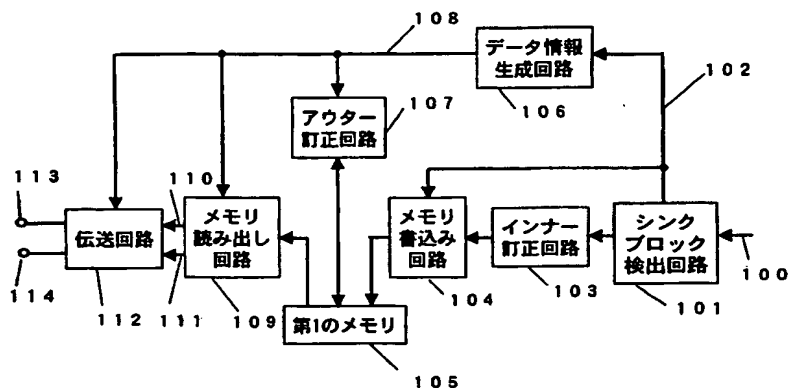 108
データ情報
生成回路
102
106
107
アウター
訂正回路
113
110
伝送回路
メモリ
読み出し
回路
メモリ
書込み
回路
インナー
訂正回路
シンク
ブロック
検出回路
100
114
112
111
109
第1のメモリ
104
103
101
105